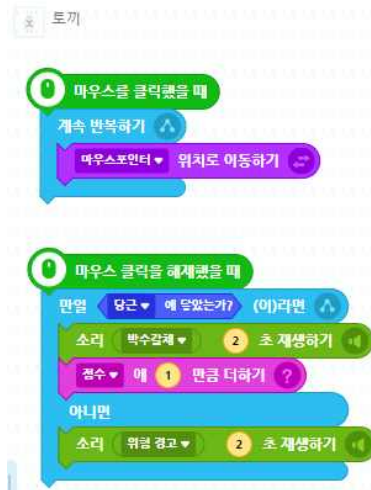 토끼
마우스를 클릭했을 때
계속 반복하기
마우스포인터 ▼ 위치로 이동하기
마우스 클릭을 해제했을 때
만일 당근 ▼ 에 닿았는가? (이)라면
소리 박수갈채 ▼ 2 초 재생하기
점수 ▼ 에 1 만큼 더하기 ?
아니면
소리 위험 경고 ▼ 2 초 재생하기